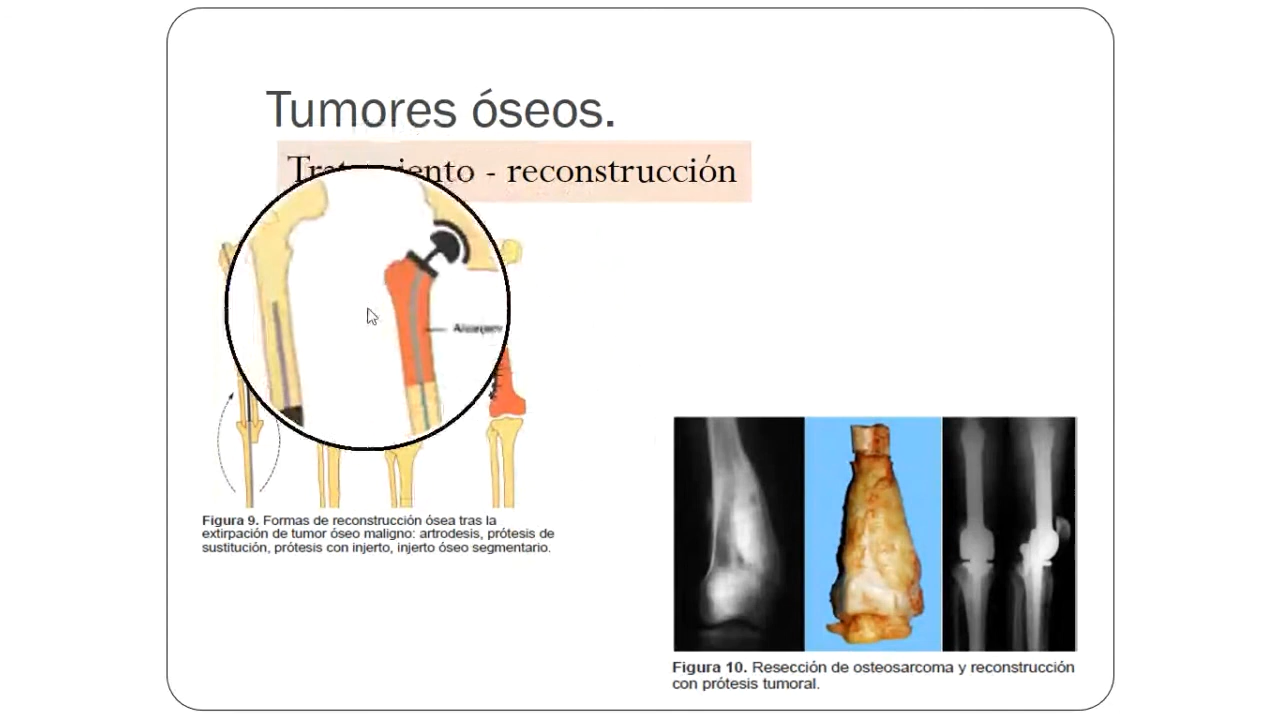 Tumores óseos.
Tratamiento - reconstrucción
Figura 9. Formas de reconstrucción ósea tras la
extirpación de tumor óseo maligno: artrodesis, prótesis de
sustitución, prótesis con injerto, injerto óseo segmentario.
Figura 10. Resección de osteosarcoma y reconstrucción
con prótesis tumoral.